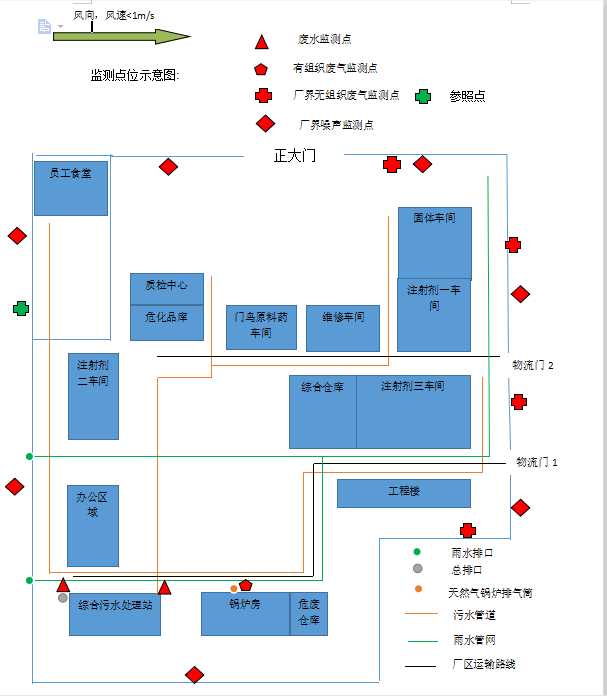 风向，风速<1m/s
废水监测点
监测点位示意图:
有组织废气监测点
厂界无组织废气监测点
参照点
厂界噪声监测点
正大门
员工食堂
固体车间
质检中心
危化品库
门鸟原料药
车间
维修车间
注射剂一车
间
物流门 2
注射剂
二车间
综合仓库
注射剂三车间
物流门 1
办公区
域
工程楼
雨水排口
总排口
天然气锅炉排气筒
综合污水处理站
锅炉房
危废
仓库
污水管道
雨水管网
厂区运输路线